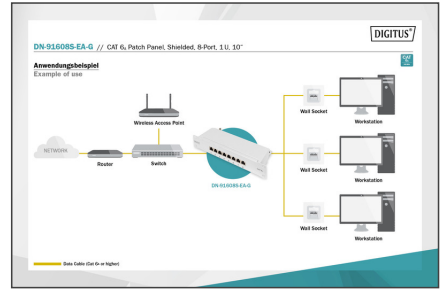 DIGITUS®
DN-91608S-EA-G // CAT 6A Patch Panel, Shielded, 8-Port, 1 U, 10"
CAT 6A
Anwendungsbeispiel
Example of use
Wireless Access Point
NETWORK
Router
Switch
DN-91608S-EA-G
Wall Socket
Workstation
Wall Socket
Workstation
Wall Socket
Workstation
Data Cable (Cat 6A or higher)